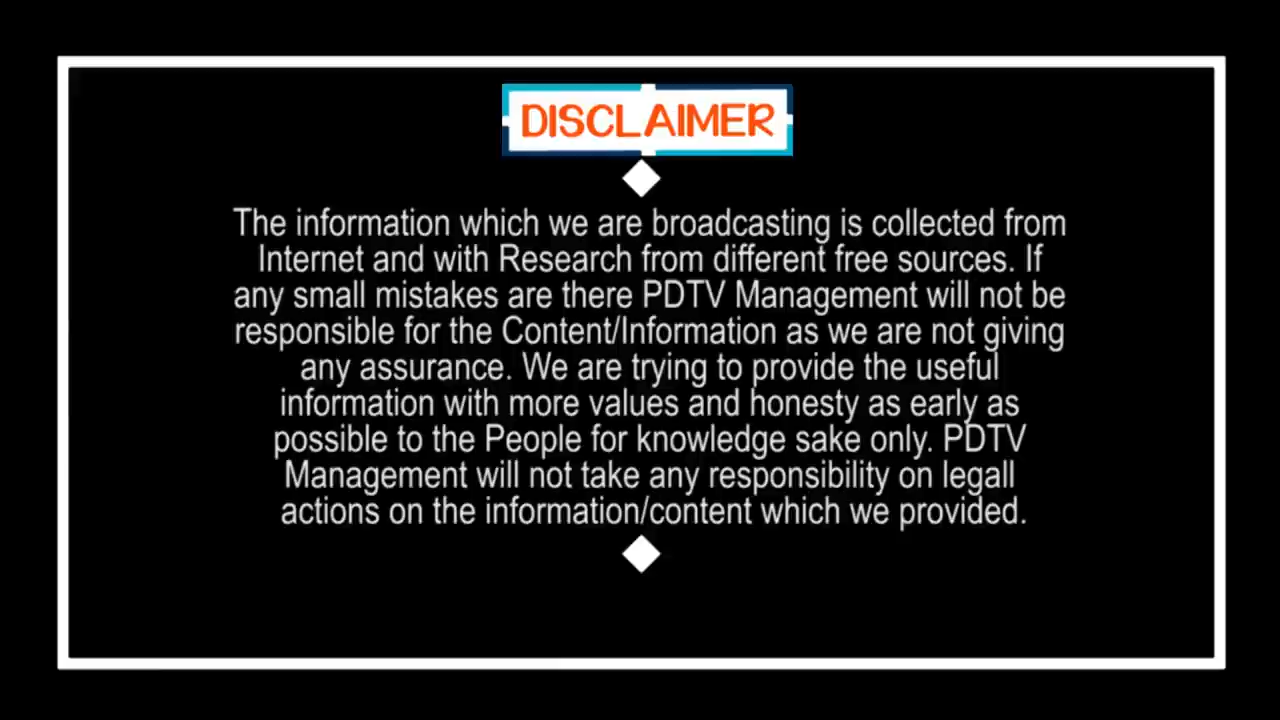 DISCLAIMER
The information which we are broadcasting is collected from
Internet and with Research from different free sources. If
any small mistakes are there PDTV Management will not be
responsible for the Content/Information as we are not giving
any assurance. We are trying to provide the useful
information with more values and honesty as early as
possible to the People for knowledge sake only. PDTV
Management will not take any responsibility on legall
actions on the information/content which we provided.